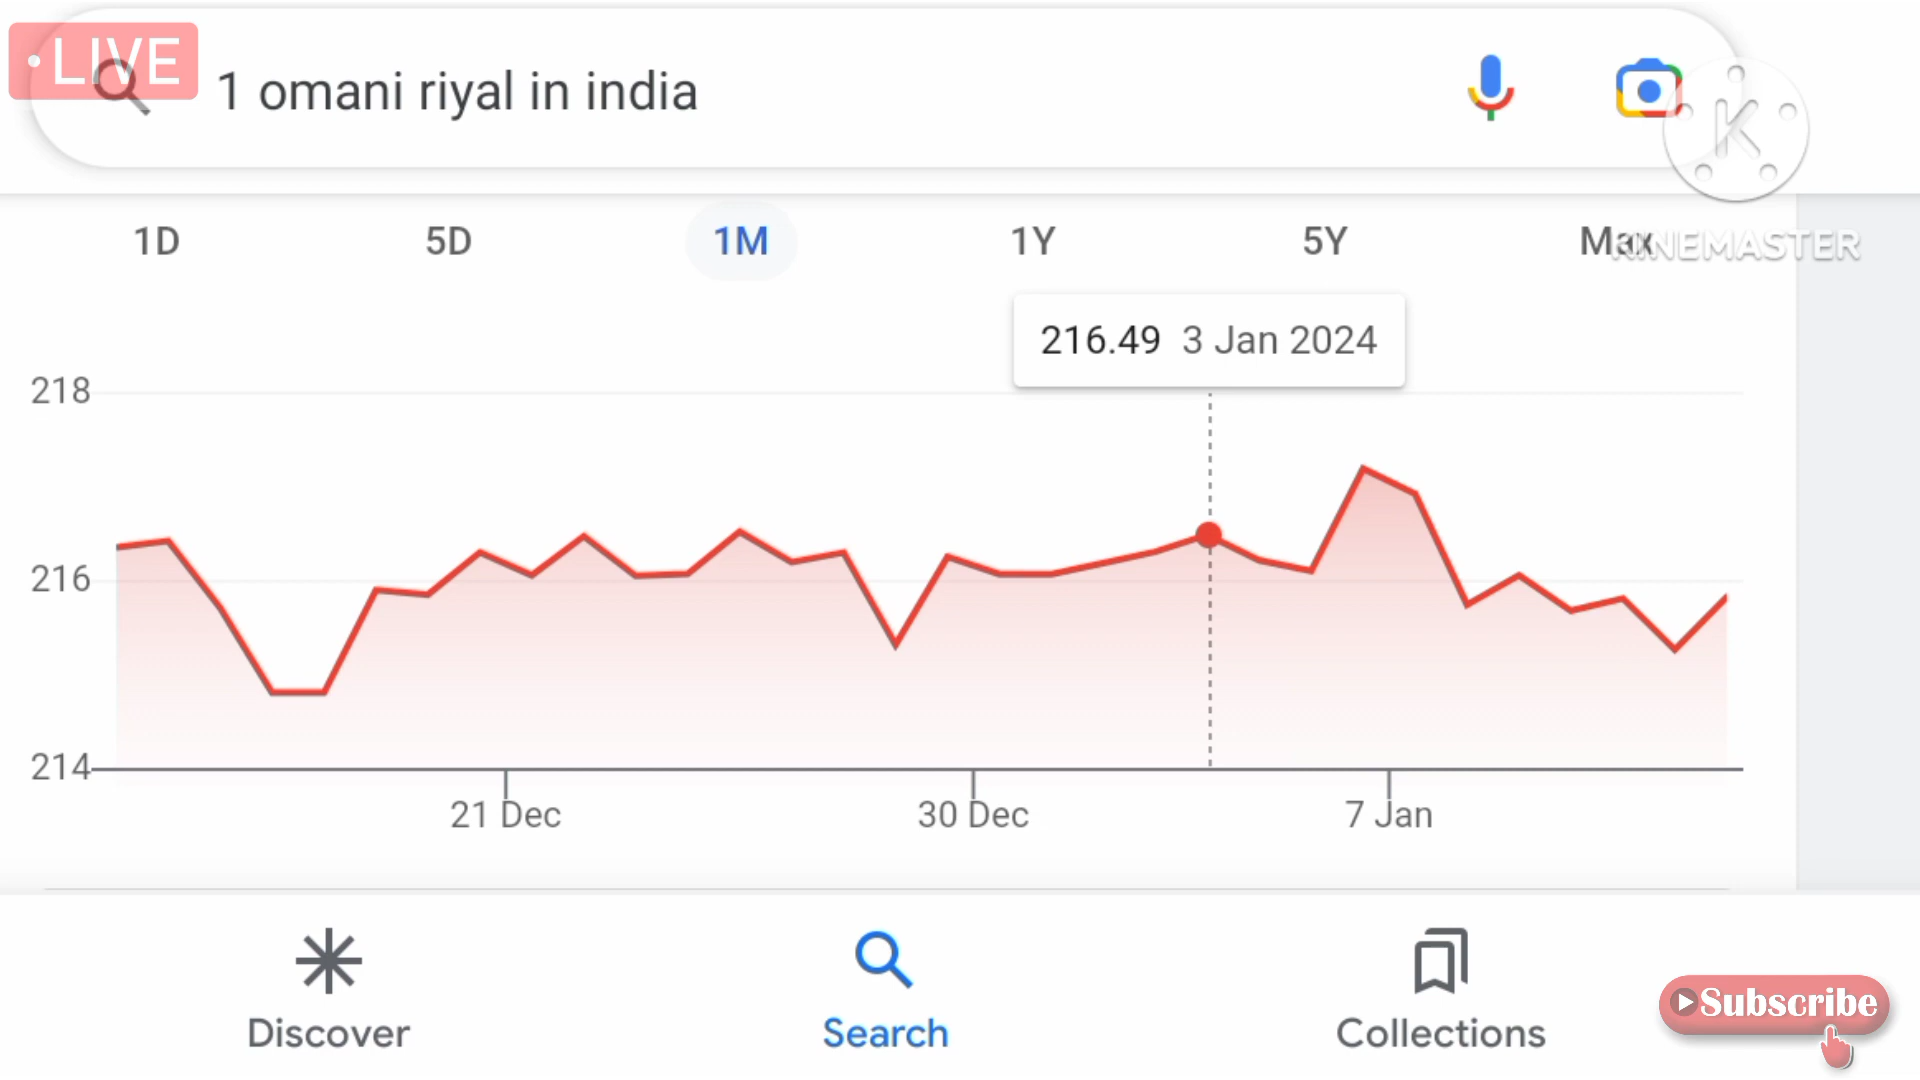 LIVE
1 omani riyal in india
K
1D 5D 1M 1Y 5Y Max
KINEMASTER
216.49 3 Jan 2024
218
216
214
21 Dec 30 Dec 7 Jan
Discover Search Collections
Subscribe